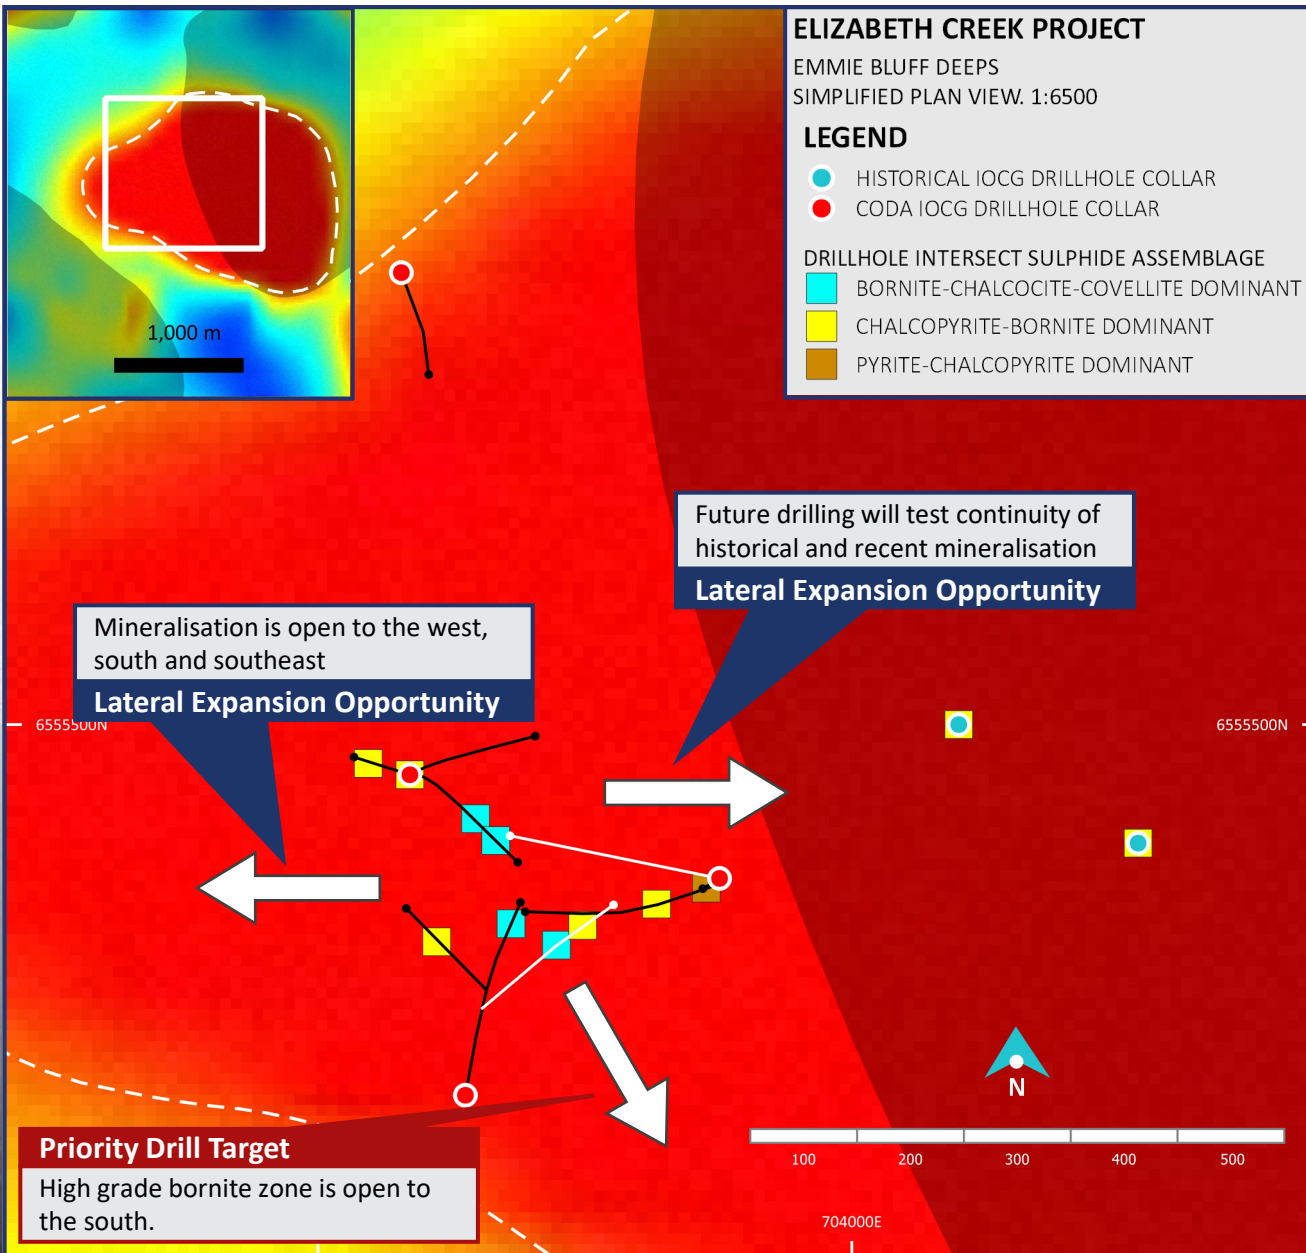 ELIZABETH CREEK PROJECT
EMMIE BLUFF DEEPS
SIMPLIFIED PLAN VIEW. 1:6500
LEGEND
HISTORICAL IOCG DRILLHOLE COLLAR
CODA IOCG DRILLHOLE COLLAR
DRILLHOLE INTERSECT SULPHIDE ASSEMBLAGE
BORNITE-CHALCOCITE-COVELLITE DOMINANT
CHALCOPYRITE-BORNITE DOMINANT
PYRITE-CHALCOPYRITE DOMINANT
1,000 m
Future drilling will test continuity of
historical and recent mineralisation
Lateral Expansion Opportunity
Mineralisation is open to the west,
south and southeast
Lateral Expansion Opportunity
6555500N
6555500N
N
100 200 300 400 500
Priority Drill Target
High grade bornite zone is open to
the south.
704000E